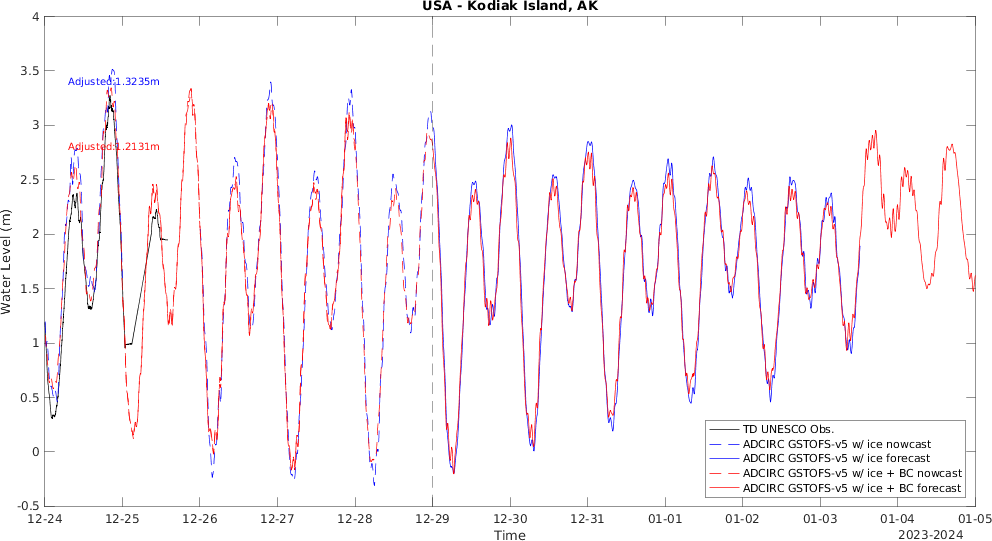 USA - Kodiak Island, AK
4
3.5
3
2.5
2
1.5
1
0.5
0
-0.5
Water Level (m)
Adjusted:1.3235m
Adjusted:1.2131m
TD UNESCO Obs.
ADCIRC GSTOFS-v5 w/ ice nowcast
ADCIRC GSTOFS-v5 w/ ice forecast
ADCIRC GSTOFS-v5 w/ ice + BC nowcast
ADCIRC GSTOFS-v5 w/ ice + BC forecast
12-24 12-25 12-26 12-27 12-28 12-29 12-30 12-31 01-01 01-02 01-03 01-04 01-05
Time
2023-2024